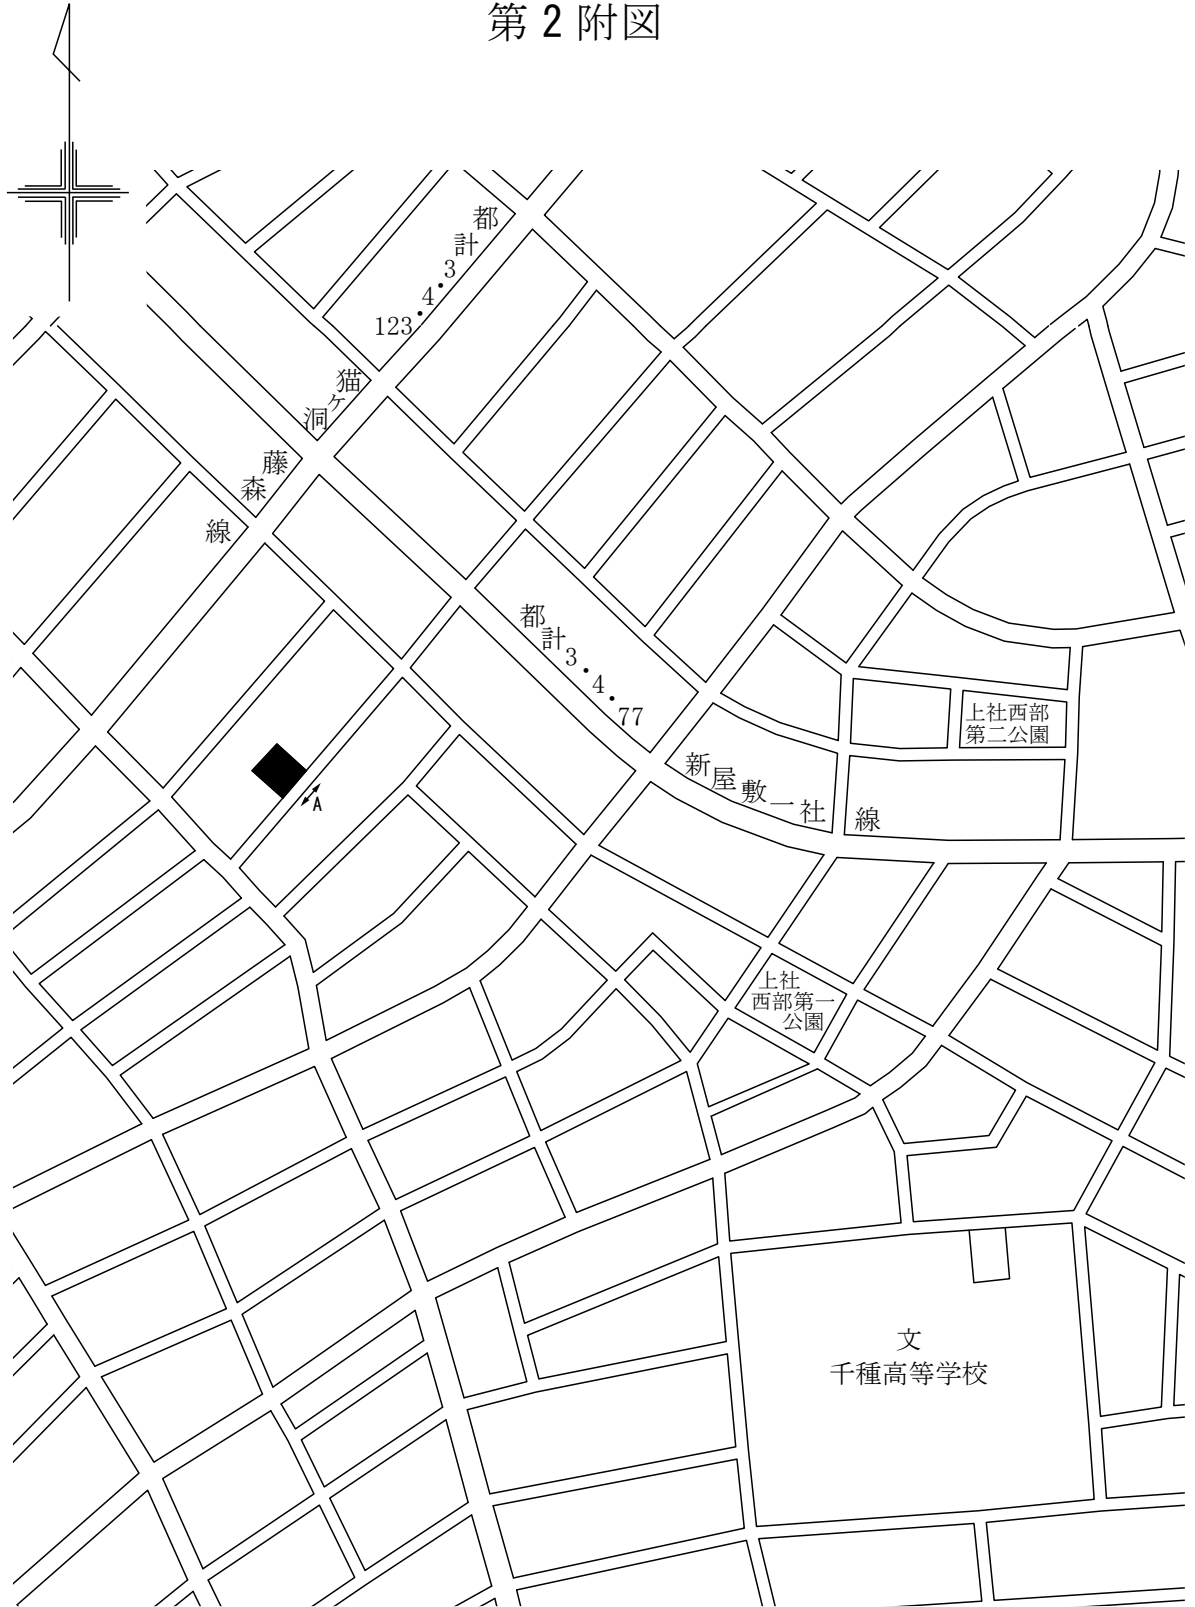 第2附図
都計3・4・123
猫ヶ洞藤森線
都計3・4・77
新屋敷一社線
上社西部
第二公園
A
上社
西部第一
公園
文
千種高等学校